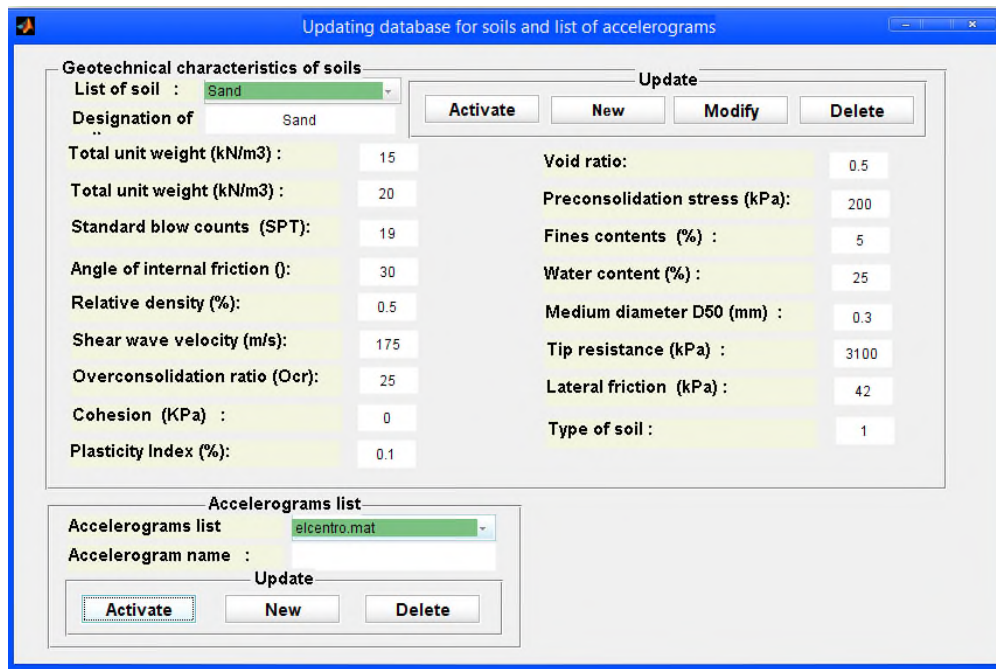 Updating database for soils and list of accelerograms
Geotechnical characteristics of soils
List of soil :
Sand
Designation of
Sand
Update
Activate
New
Modify
Delete
Total unit weight (kN/m3) :
15
Total unit weight (kN/m3) :
20
Standard blow counts (SPT):
19
Angle of internal friction ():
30
Relative density (%):
0.5
Shear wave velocity (m/s):
175
Overconsolidation ratio (Ocr):
25
Cohesion (KPa) :
0
Plasticity Index (%):
0.1
Void ratio:
0.5
Preconsolidation stress (kPa):
200
Fines contents (%) :
5
Water content (%) :
25
Medium diameter D50 (mm) :
0.3
Tip resistance (kPa) :
3100
Lateral friction (kPa) :
42
Type of soil :
1
Accelerograms list
Accelerograms list
elcentro.mat
Accelerogram name :
Update
Activate
New
Delete